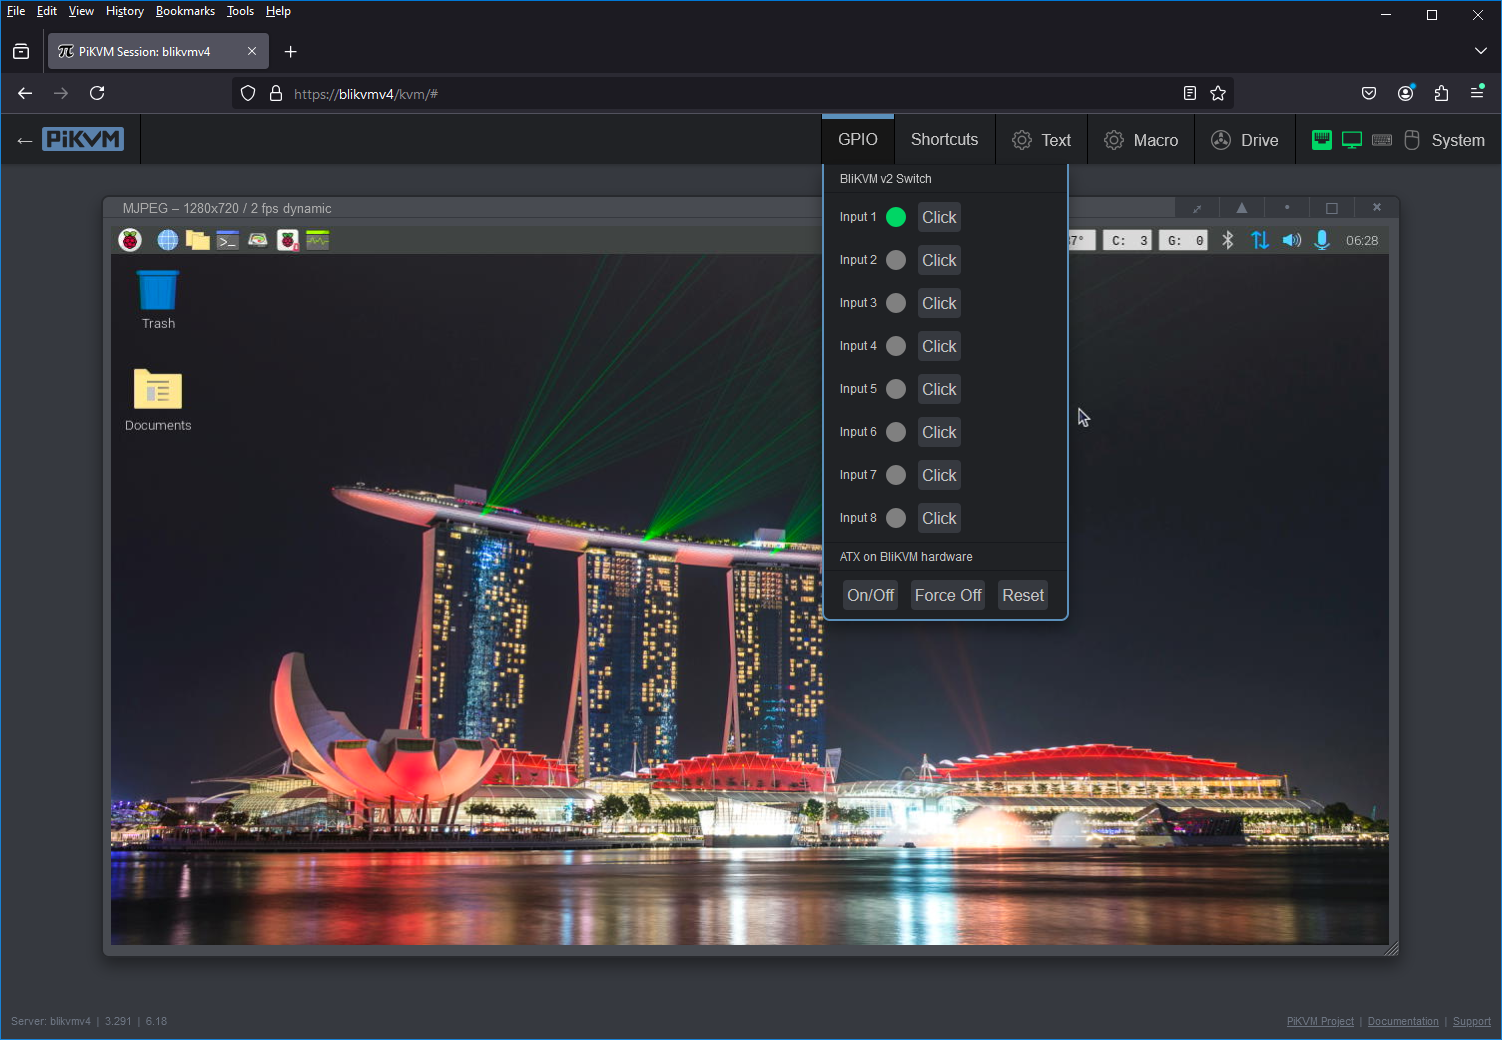 File Edit View History Bookmarks Tools Help
PiKVM Session: blikvmv4
https://blikvmv4/kvm/#
← PiKVM GPIO Shortcuts Text Macro Drive System
BliKVM v2 Switch
MJPEG – 1280x720 / 2 fps dynamic
Input 1 Click
7° C: 3 G: 0 06:28
Input 2 Click
Input 3 Click
Trash
Input 4 Click
Input 5 Click
Documents
Input 6 Click
Input 7 Click
Input 8 Click
ATX on BliKVM hardware
On/Off Force Off Reset
Server: blikvmv4 | 3.291 | 6.18
PiKVM Project | Documentation | Support